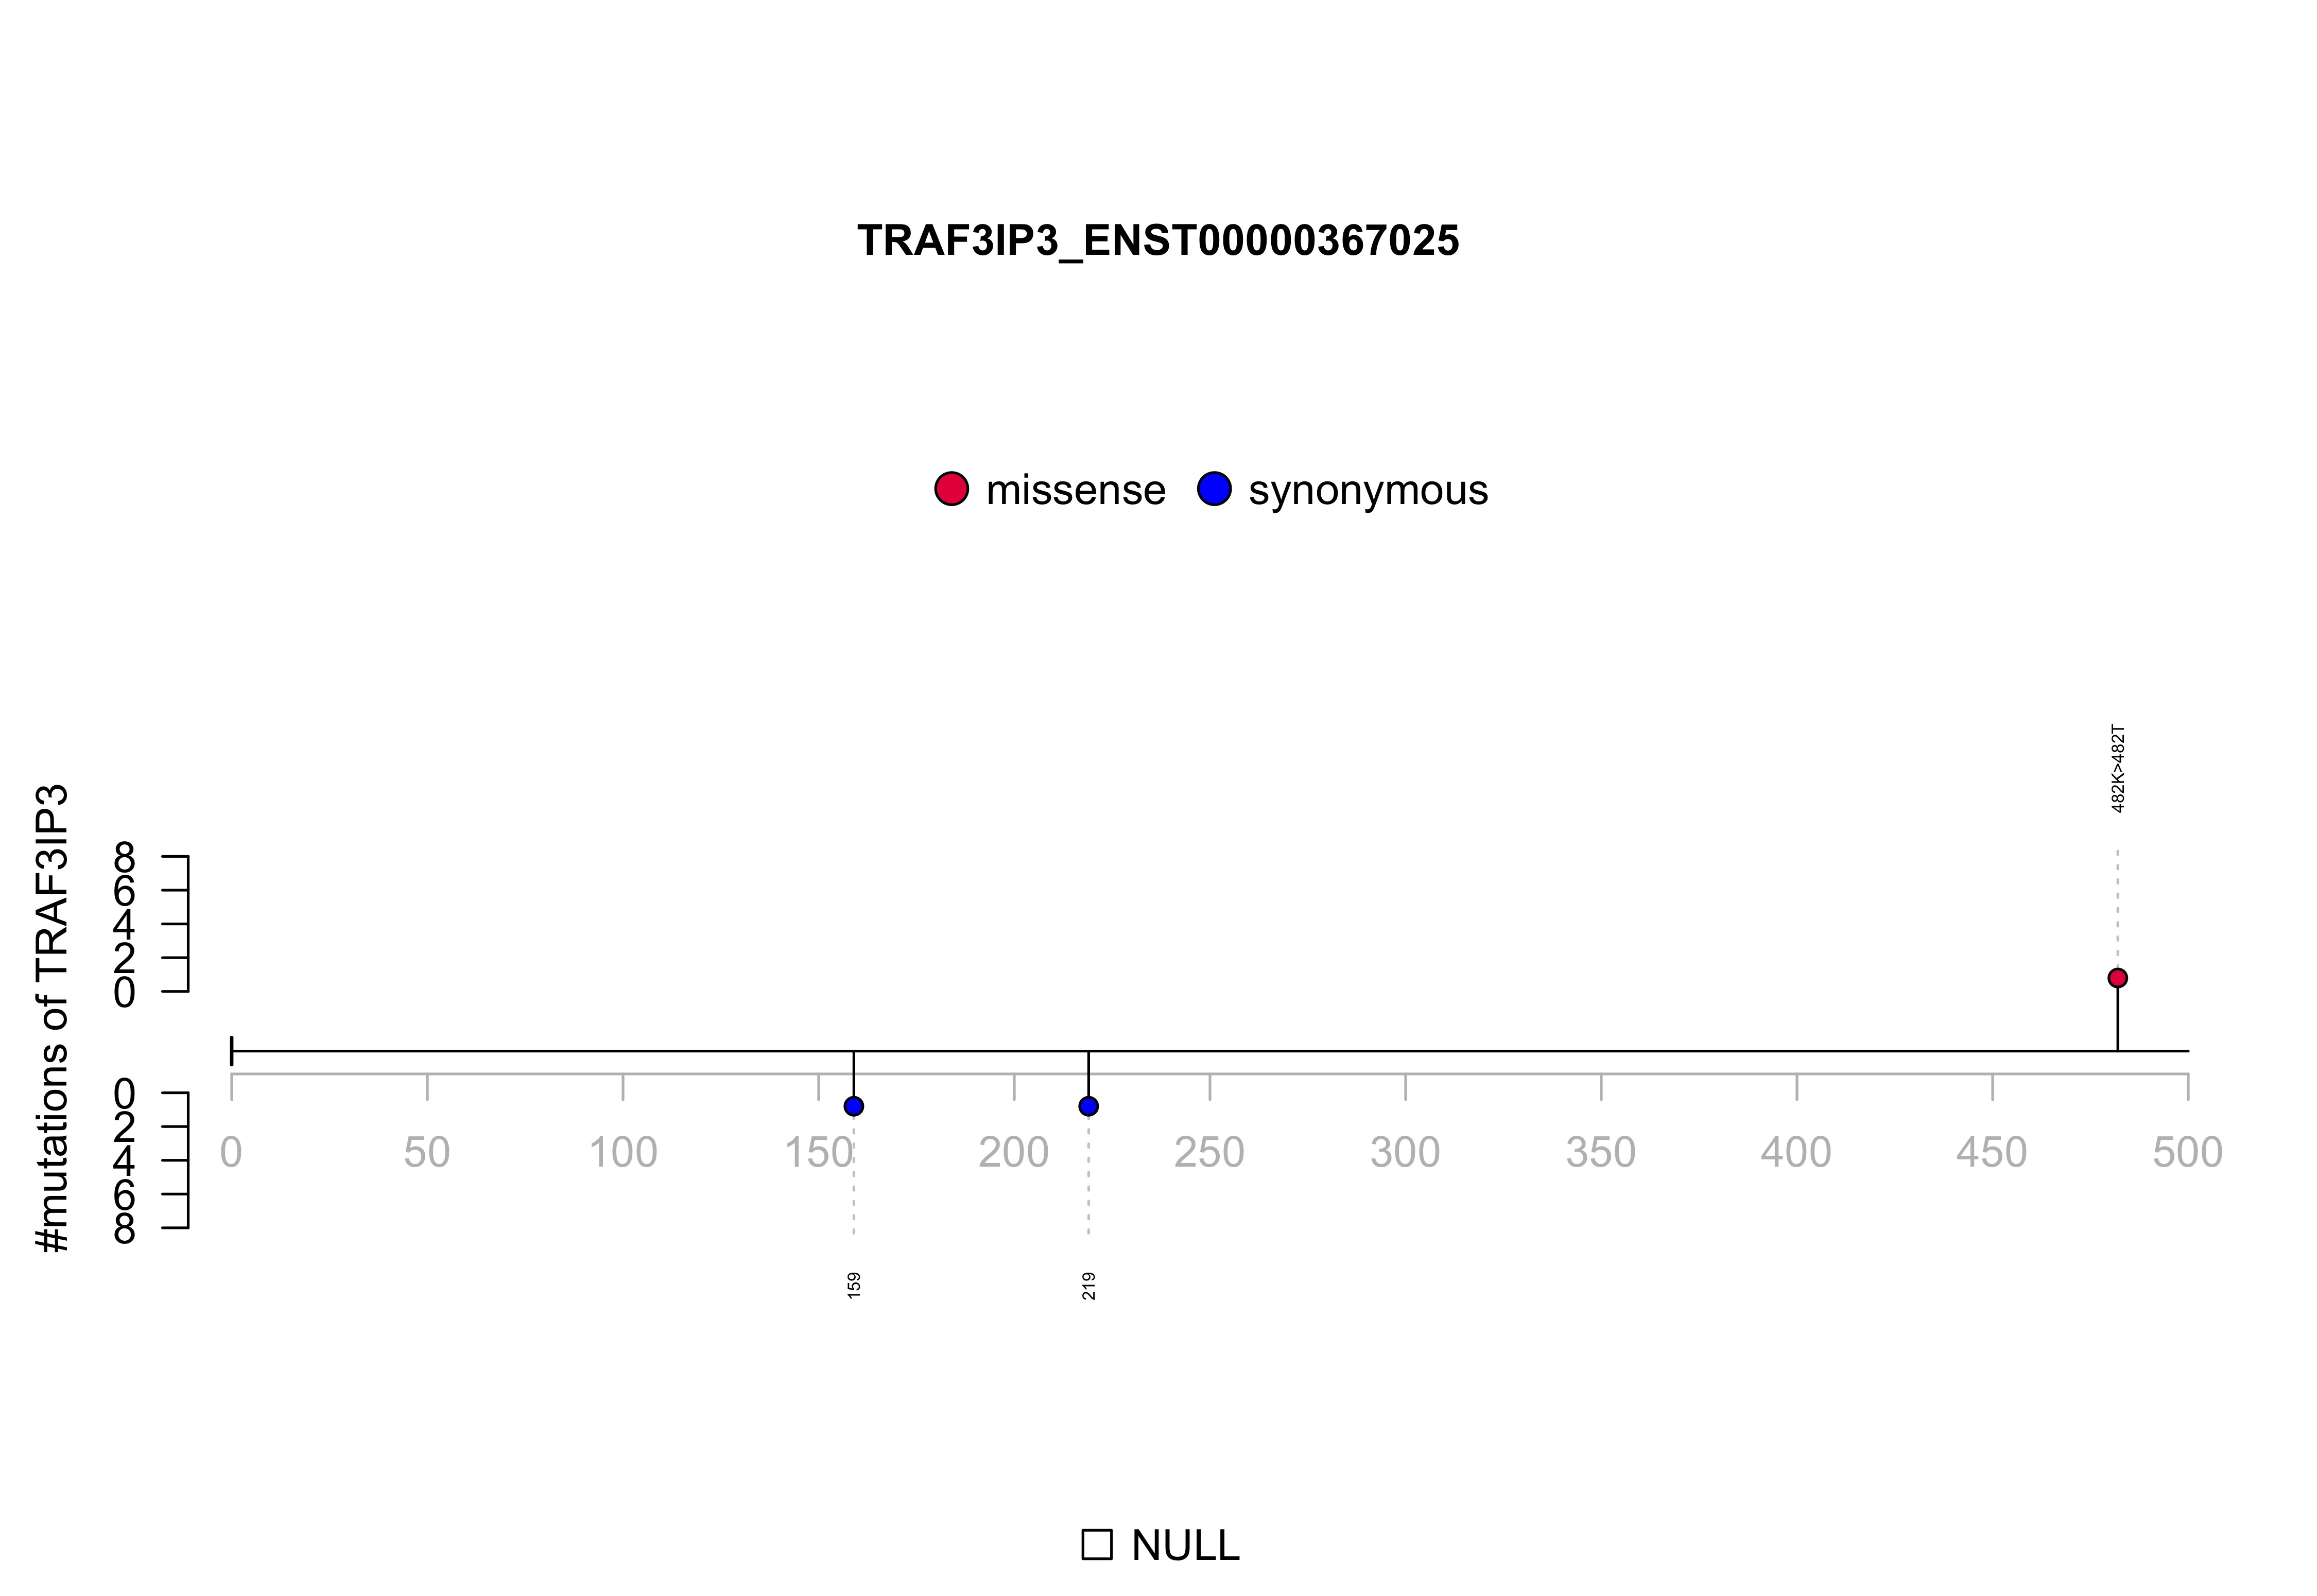 TRAF3IP3_ENST00000367025
missense synonymous
482K>482T
#mutations of TRAF3IP3
8
6
4
2
0
0
2
4
6
8
0 50 100 150 200 250 300 350 400 450 500
159 219
NULL